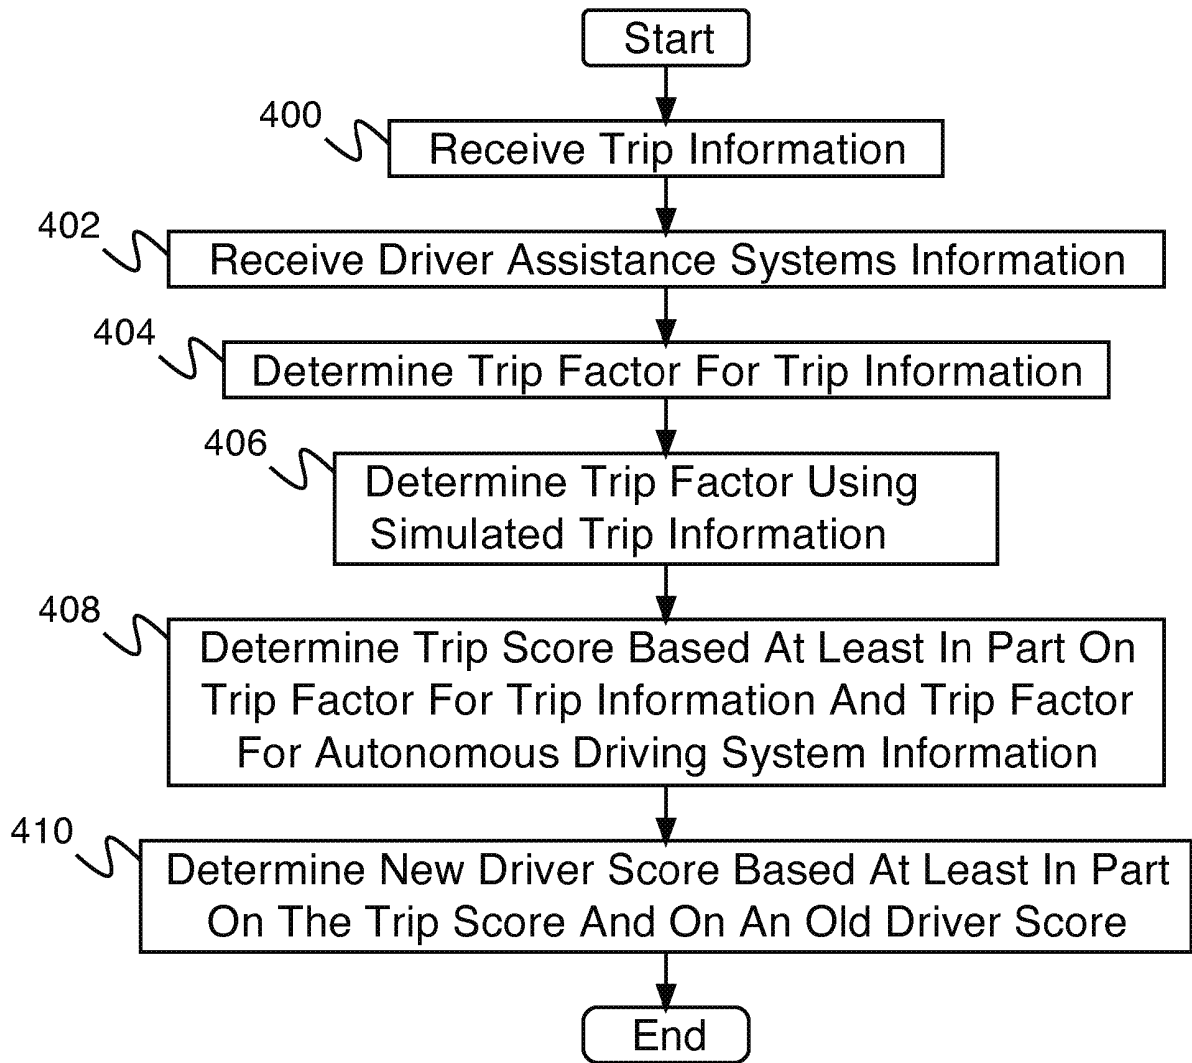 Start
400
Receive Trip Information
402
Receive Driver Assistance Systems Information
404
Determine Trip Factor For Trip Information
406
Determine Trip Factor Using
Simulated Trip Information
408
Determine Trip Score Based At Least In Part On
Trip Factor For Trip Information And Trip Factor
For Autonomous Driving System Information
410
Determine New Driver Score Based At Least In Part
On The Trip Score And On An Old Driver Score
End